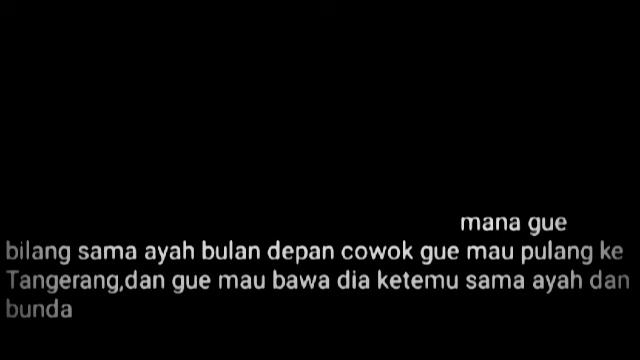 mana gue
bilang sama ayah bulan depan cowok gue mau pulang ke
Tangerang,dan gue mau bawa dia ketemu sama ayah dan
bunda